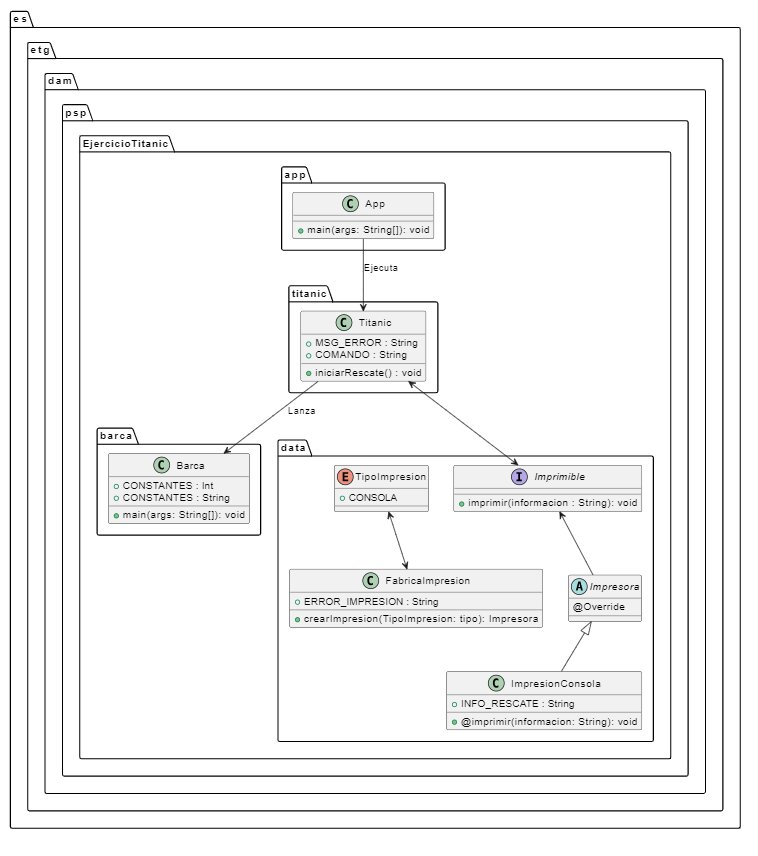 es
etg
dam
psp
EjercicioTitanic
app
C App
main(args: String[]): void
Ejecuta
titanic
C Titanic
MSG_ERROR : String
COMANDO : String
iniciarRescate() : void
Lanza
barca
C Barca
CONSTANTES : Int
CONSTANTES : String
main(args: String[]): void
data
E TipoImpresion
CONSOLA
I Imprimible
imprimir(informacion : String): void
C FabricaImpresion
ERROR_IMPRESION : String
crearImpresion(TipoImpresion: tipo): Impresora
A Impresora
@Override
C ImpresionConsola
INFO_RESCATE : String
@imprimir(informacion: String): void